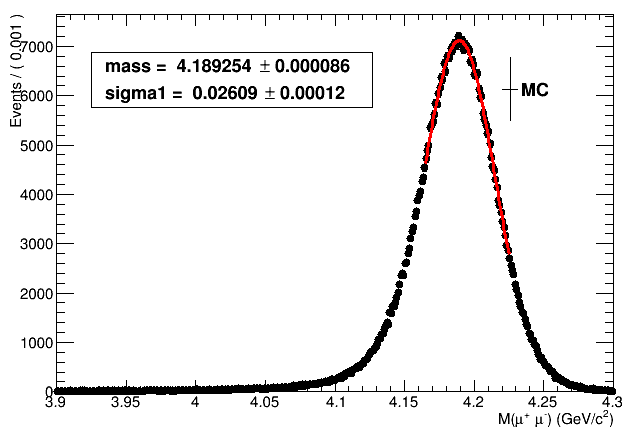 Events / ( 0.001 )
7000
6000
5000
4000
3000
2000
1000
0
mass = 4.189254 ± 0.000086
sigma1 = 0.02609 ± 0.00012
MC
3.9 3.95 4 4.05 4.1 4.15 4.2 4.25 4.3
M(μ⁺ μ⁻) (GeV/c²)